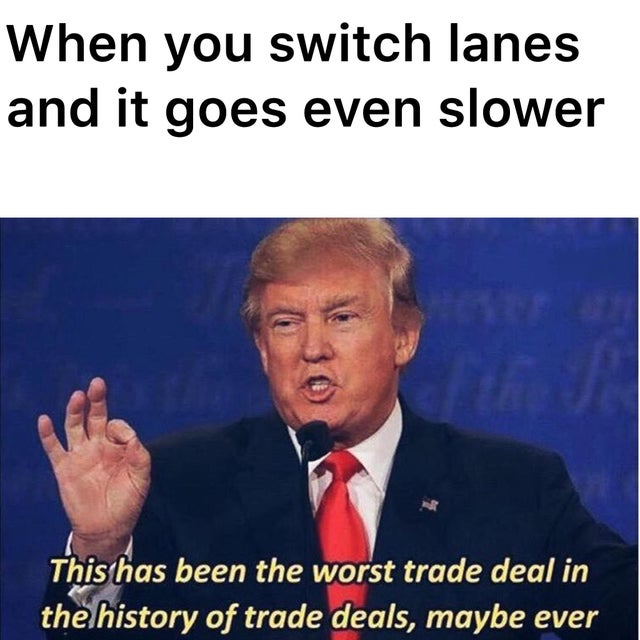 When you switch lanes
and it goes even slower
This has been the worst trade deal in
the history of trade deals, maybe ever